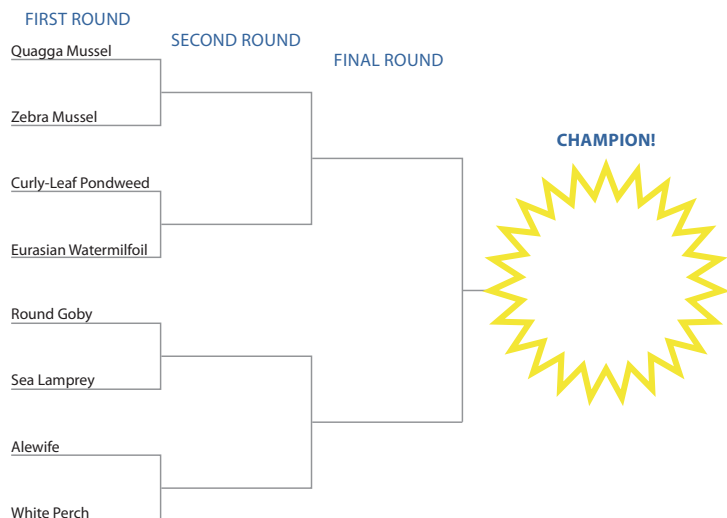 FIRST ROUND
SECOND ROUND
FINAL ROUND
Quagga Mussel
Zebra Mussel
CHAMPION!
Curly-Leaf Pondweed
Eurasian Watermilfoil
Round Goby
Sea Lamprey
Alewife
White Perch